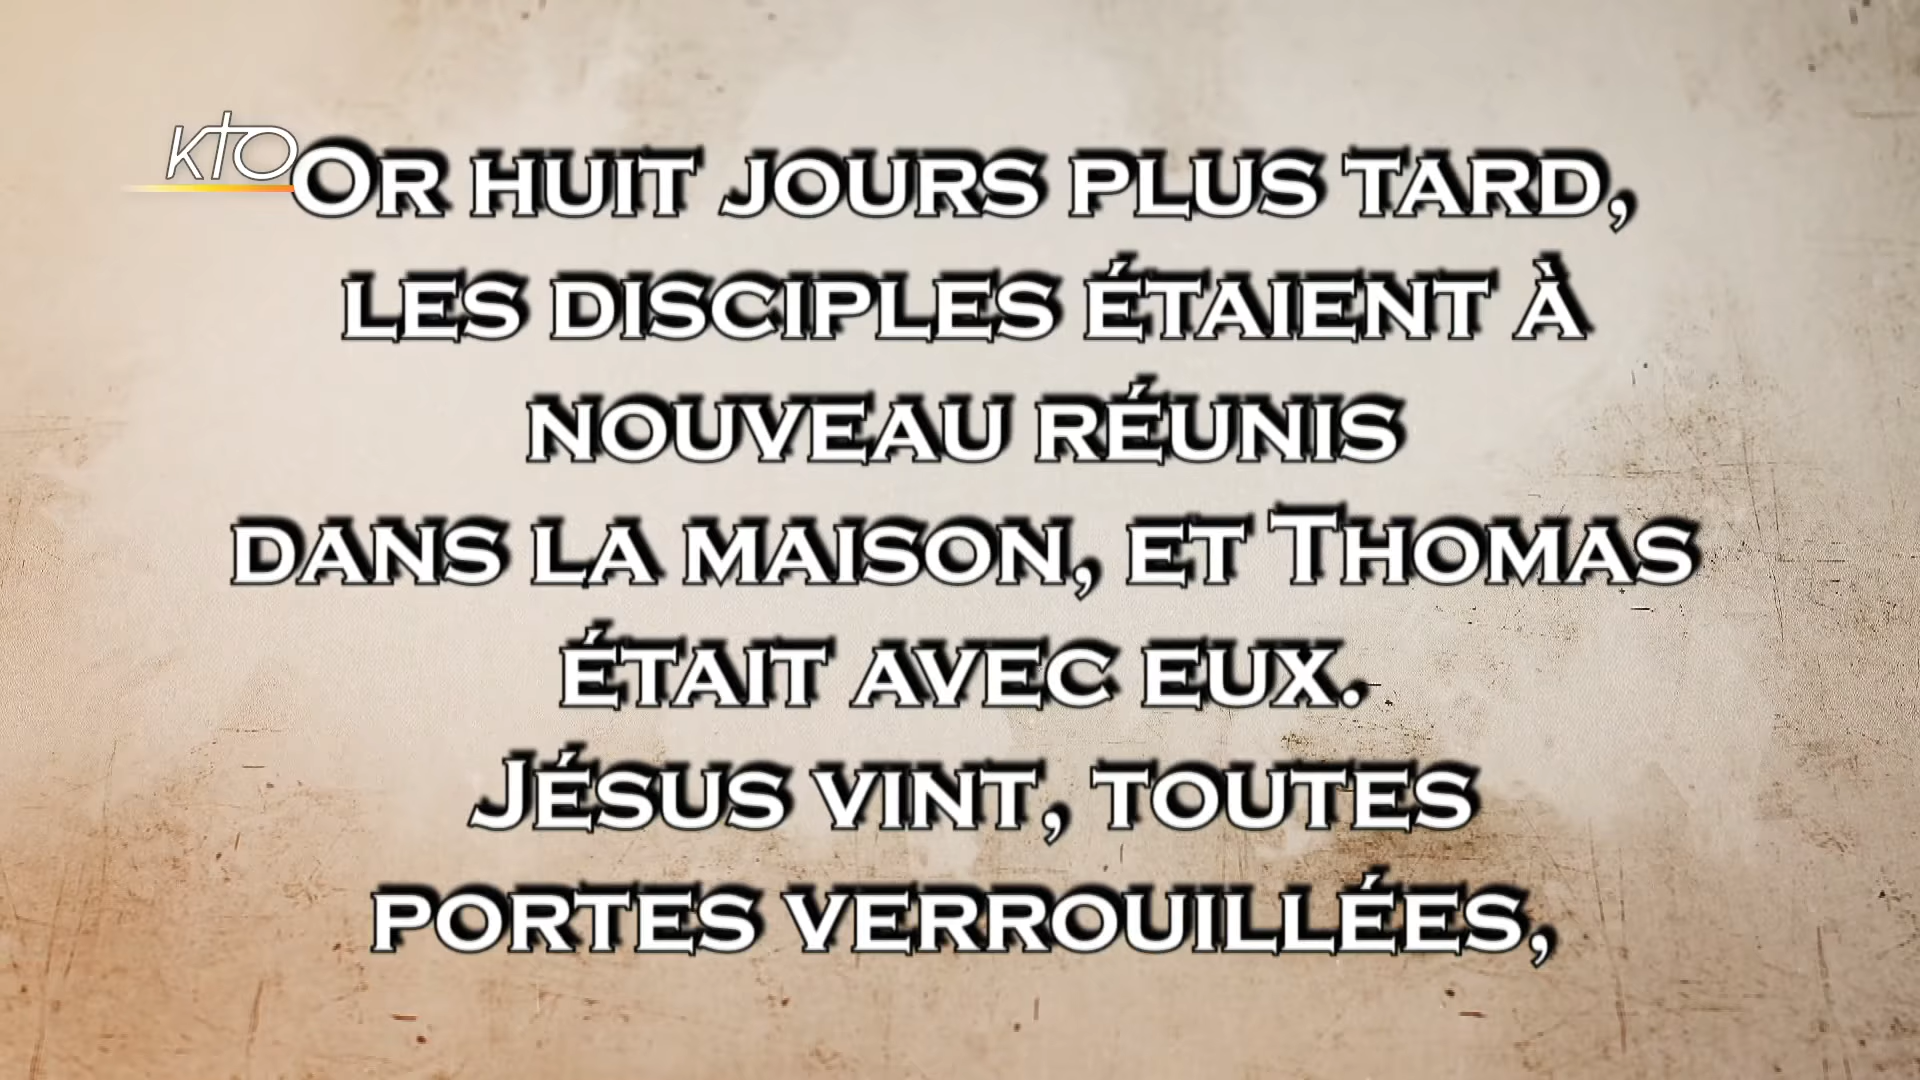 KTO
Or huit jours plus tard,
les disciples étaient à
nouveau réunis
dans la maison, et Thomas
était avec eux.
Jésus vint, toutes
portes verrouillées,